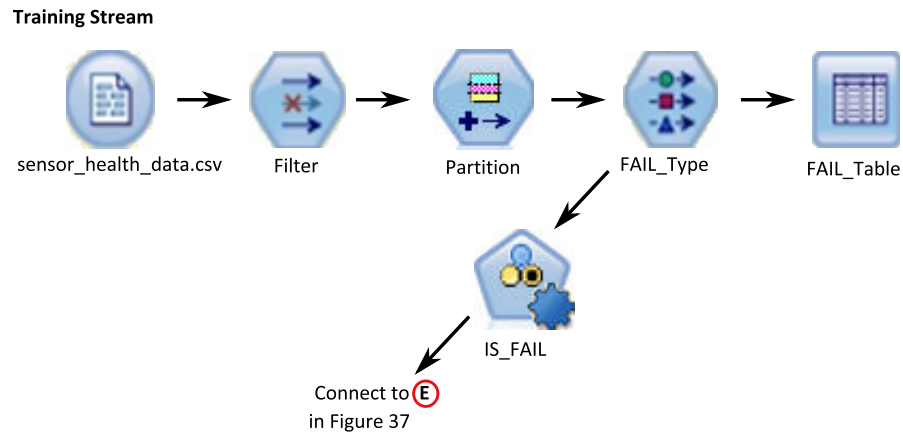 Training Stream
sensor_health_data.csv
Filter
Partition
FAIL_Type
FAIL_Table
IS_FAIL
Connect to E
in Figure 37